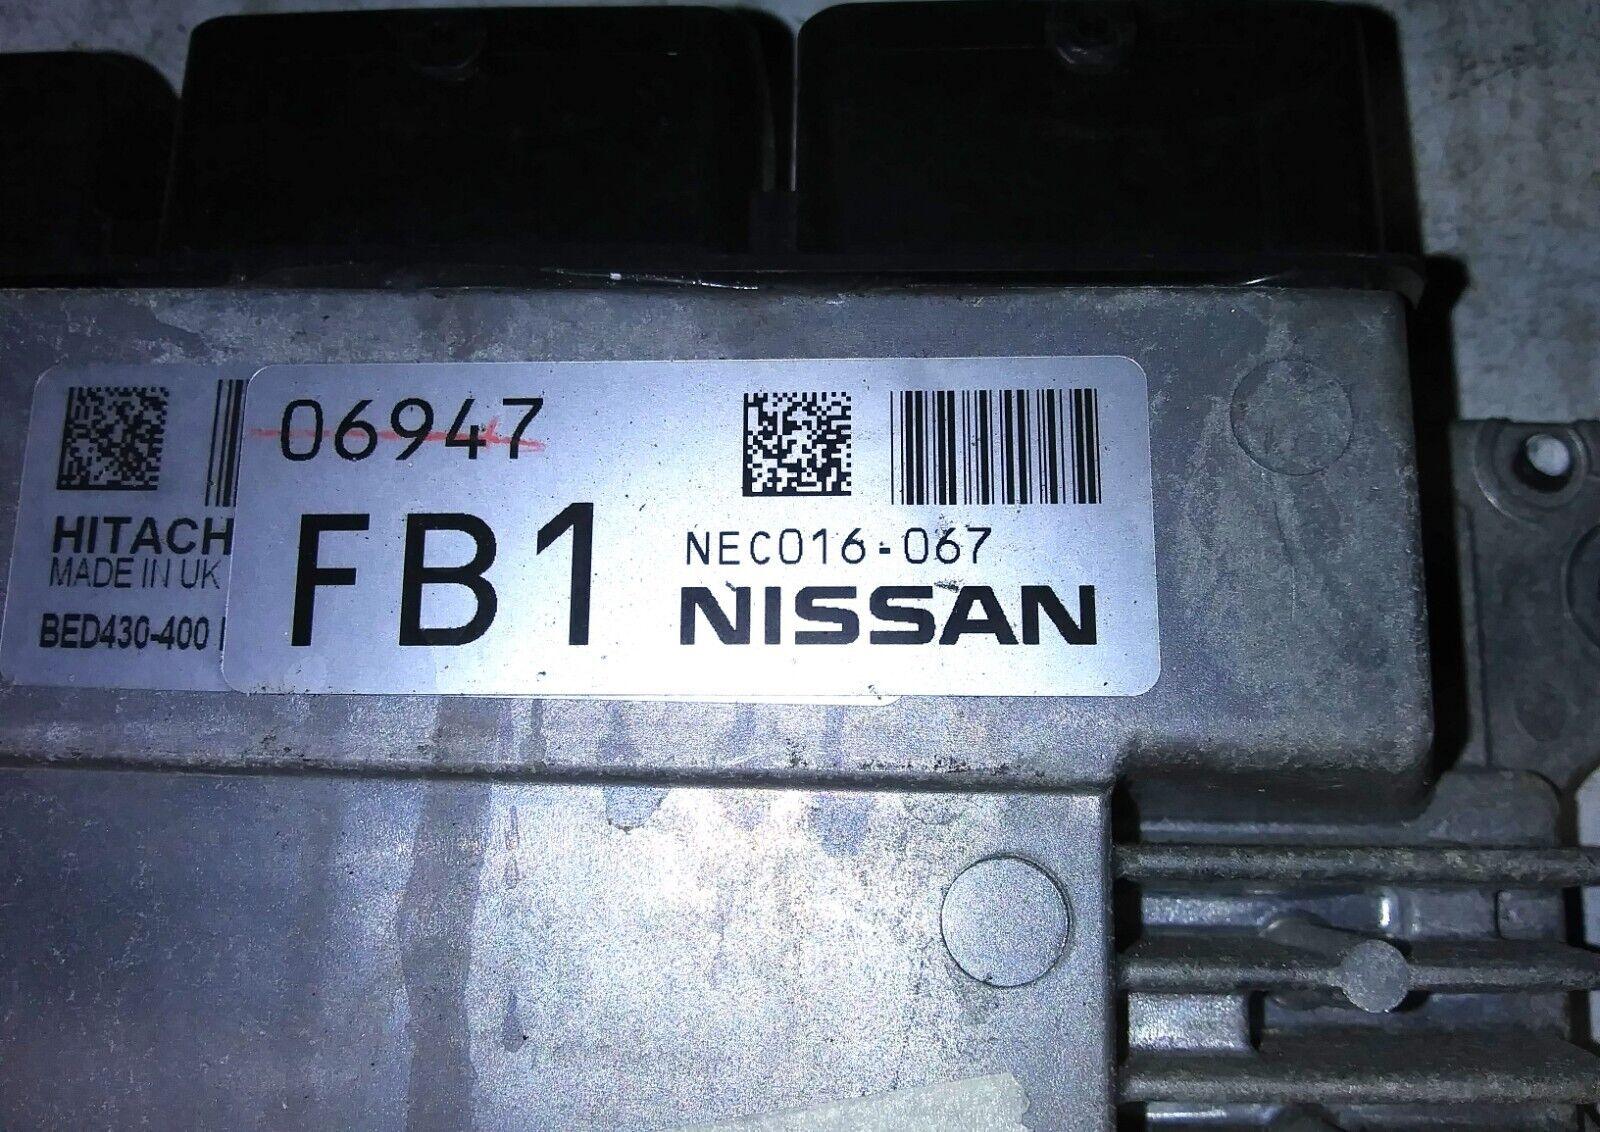 06947
FB1
NEC016-067
NISSAN
HITACH
MADE IN UK
BED430-400